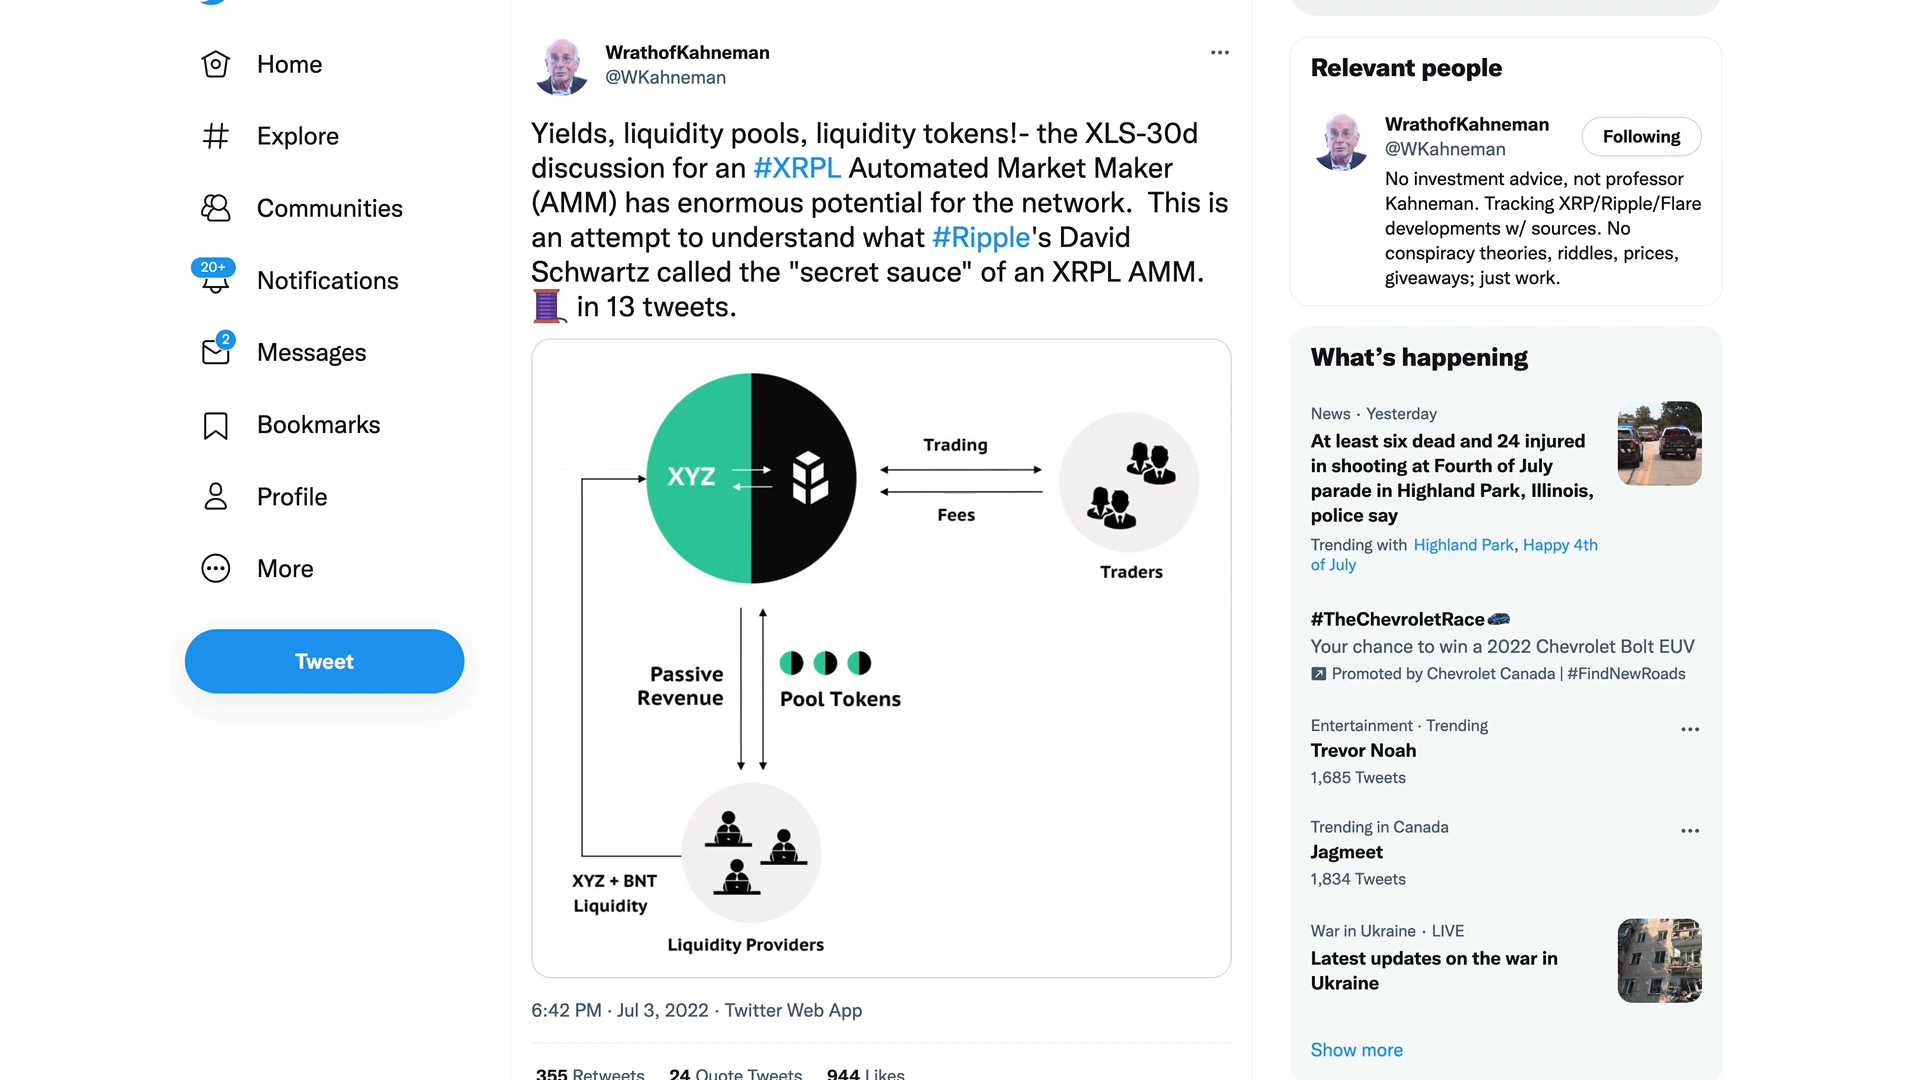 Home
Explore
Communities
20+
Notifications
2
Messages
Bookmarks
Profile
More
Tweet
WrathofKahneman
@WKahneman
Yields, liquidity pools, liquidity tokens!- the XLS-30d
discussion for an #XRPL Automated Market Maker
(AMM) has enormous potential for the network.  This is
an attempt to understand what #Ripple's David
Schwartz called the "secret sauce" of an XRPL AMM.
🧵 in 13 tweets.
XYZ
Trading
Fees
Traders
Passive
Revenue
Pool Tokens
XYZ + BNT
Liquidity
Liquidity Providers
6:42 PM · Jul 3, 2022 · Twitter Web App
355 Retweets 24 Quote Tweets 944 Likes
Relevant people
WrathofKahneman
@WKahneman
Following
No investment advice, not professor
Kahneman. Tracking XRP/Ripple/Flare
developments w/ sources. No
conspiracy theories, riddles, prices,
giveaways; just work.
What's happening
News · Yesterday
At least six dead and 24 injured
in shooting at Fourth of July
parade in Highland Park, Illinois,
police say
Trending with Highland Park, Happy 4th
of July
#TheChevroletRace
Your chance to win a 2022 Chevrolet Bolt EUV
Promoted by Chevrolet Canada | #FindNewRoads
Entertainment · Trending
Trevor Noah
1,685 Tweets
Trending in Canada
Jagmeet
1,834 Tweets
War in Ukraine · LIVE
Latest updates on the war in
Ukraine
Show more